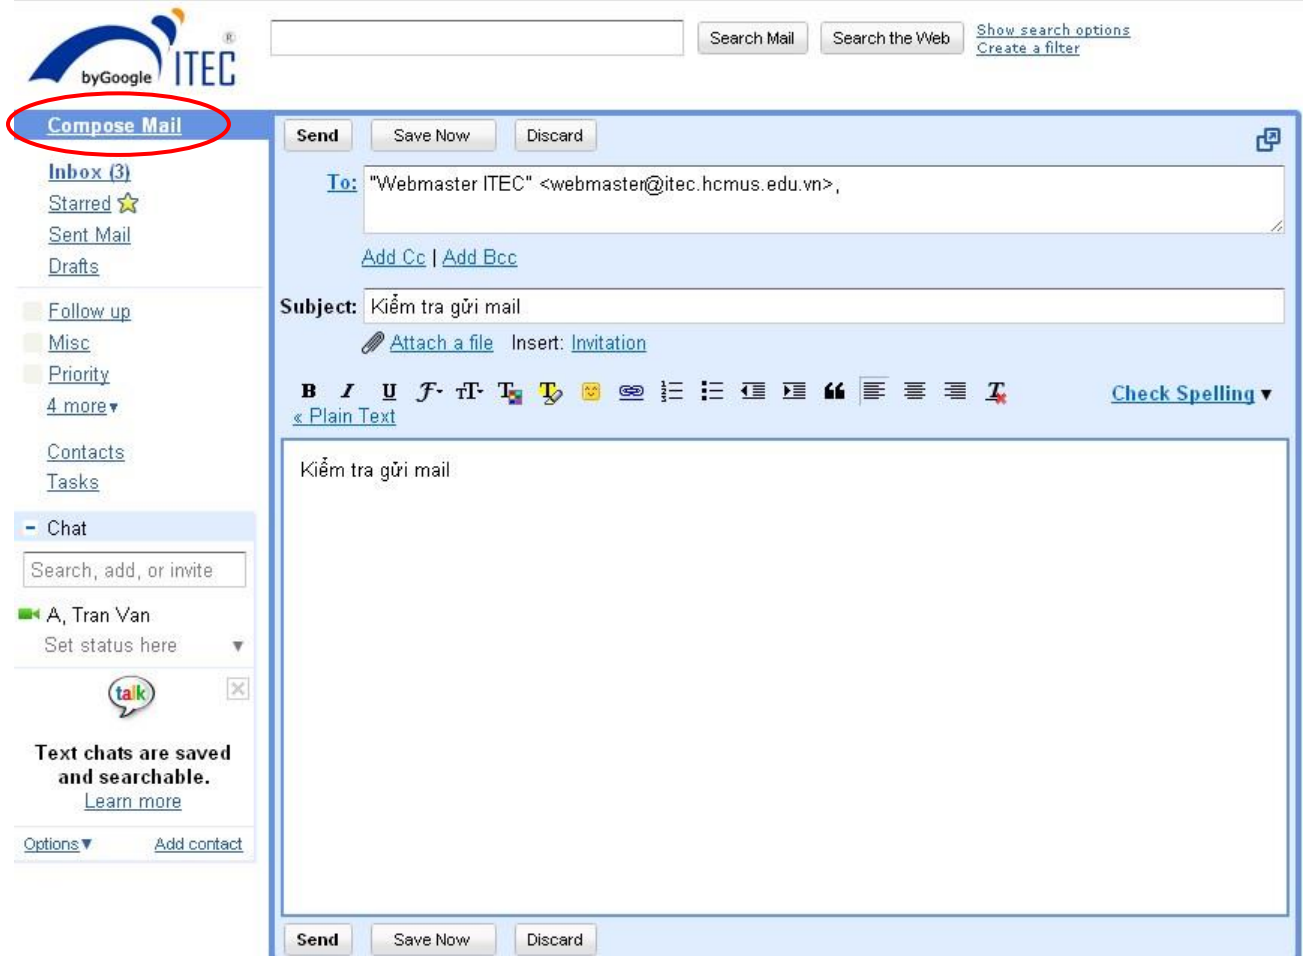 byGoogle ITEC ®
Search Mail Search the Web Show search options
Create a filter
Compose Mail
Inbox (3)
Starred
Sent Mail
Drafts
Follow up
Misc
Priority
4 more▾
Contacts
Tasks
− Chat
Search, add, or invite
A, Tran Van
Set status here ▼
talk
Text chats are saved
and searchable.
Learn more
Options▼ Add contact
Send Save Now Discard
To: "Webmaster ITEC" <webmaster@itec.hcmus.edu.vn>,
Add Cc | Add Bcc
Subject: Kiểm tra gửi mail
Attach a file Insert: Invitation
B I U Check Spelling ▼
« Plain Text
Kiểm tra gửi mail
Send Save Now Discard